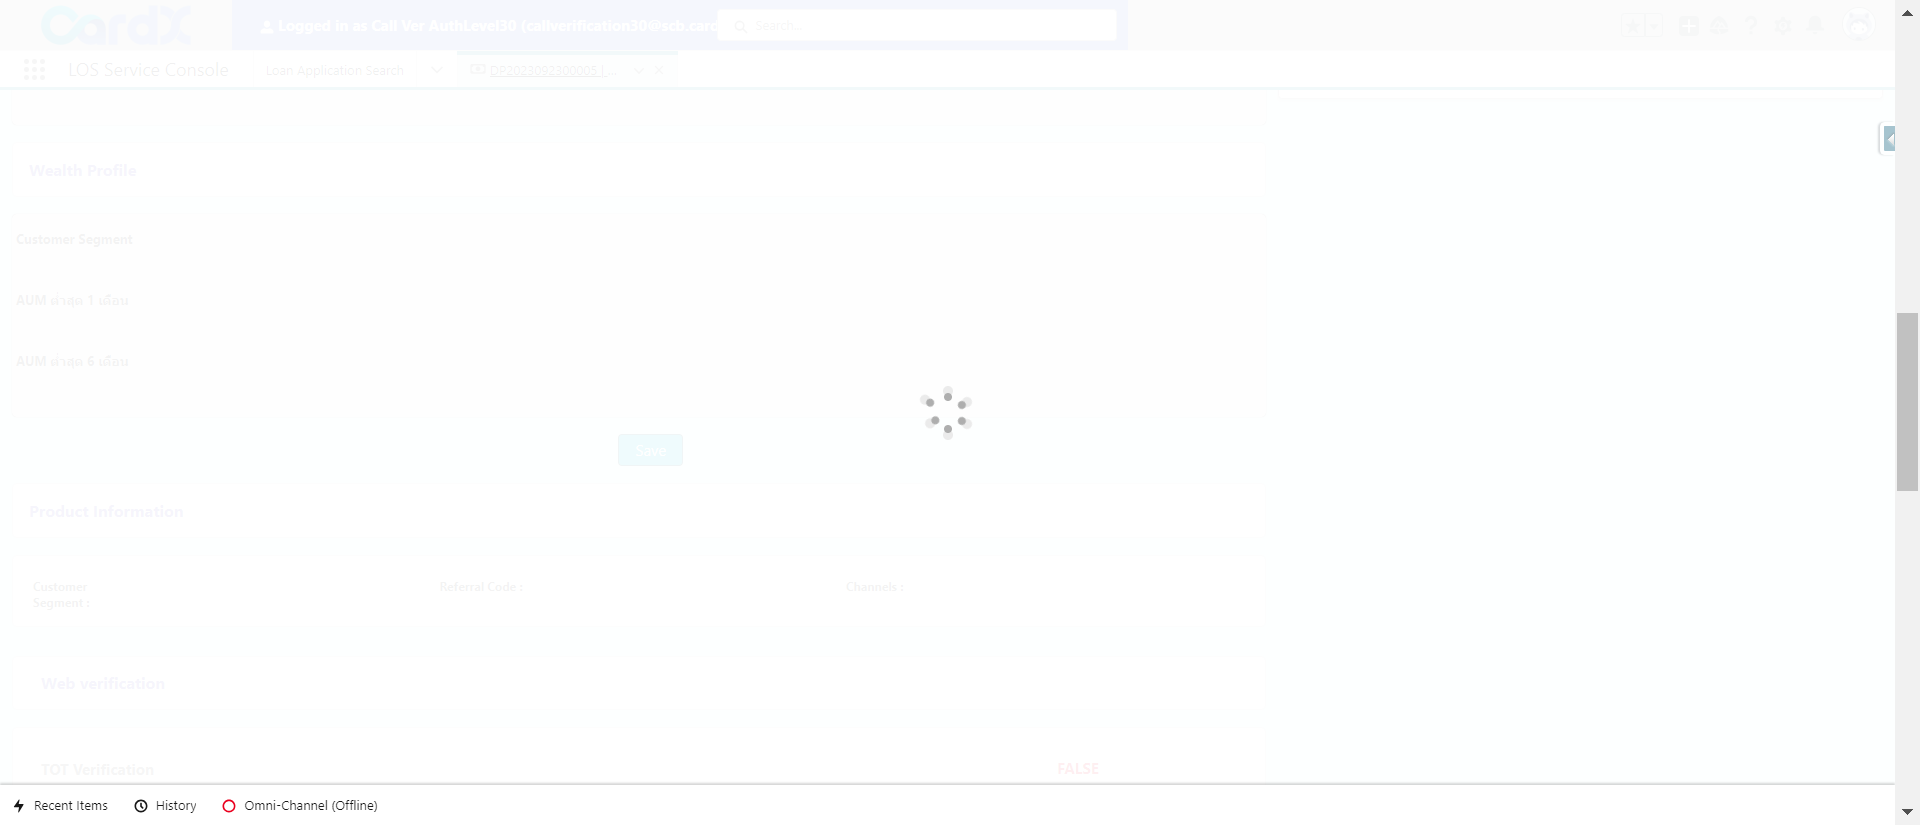 CardX
Logged in as Call Ver AuthLevel30 (callverification30@scb.card
Search...
LOS Service Console
Loan Application Search
DP2023092300005 | ...
Wealth Profile
Customer Segment
AUM ล่าสุด 1 เดือน
AUM ล่าสุด 6 เดือน
Save
Product Information
Customer
Segment :
Referral Code :
Channels :
Web verification
TOT Verification
FALSE
Recent Items
History
Omni-Channel (Offline)